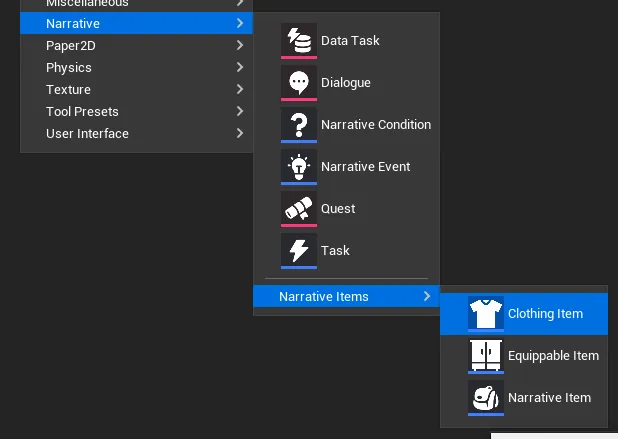 Miscellaneous
Narrative
Paper2D
Physics
Texture
Tool Presets
User Interface
Data Task
Dialogue
Narrative Condition
Narrative Event
Quest
Task
Narrative Items
Clothing Item
Equippable Item
Narrative Item